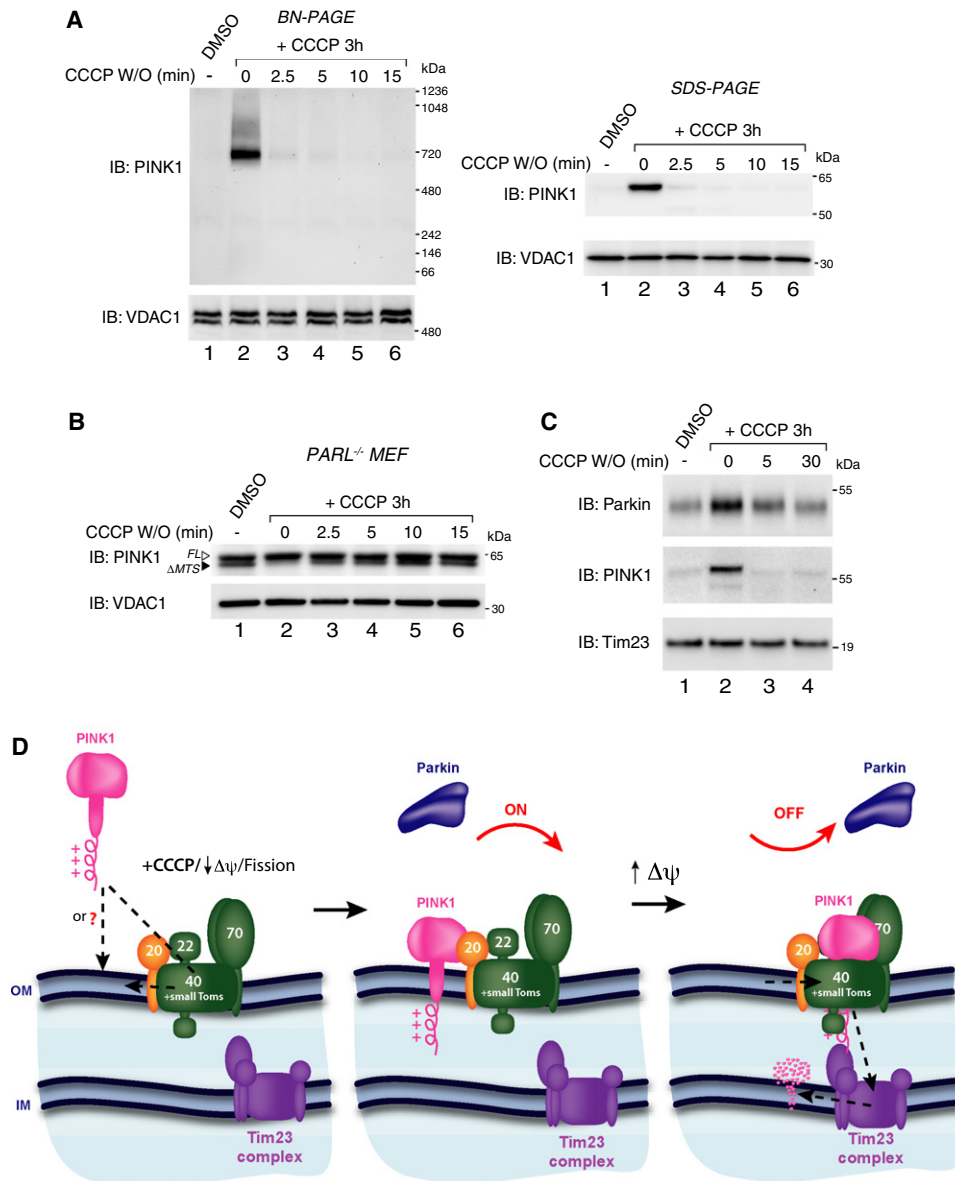 A
BN-PAGE
DMSO
+ CCCP 3h
CCCP W/O (min) - 0 2.5 5 10 15
kDa
1236
1048
IB: PINK1
720
480
242
146
66
IB: VDAC1
480
1 2 3 4 5 6
SDS-PAGE
DMSO
+ CCCP 3h
CCCP W/O (min) - 0 2.5 5 10 15
kDa
65
IB: PINK1
50
IB: VDAC1
30
1 2 3 4 5 6
B
PARL-/- MEF
DMSO
+ CCCP 3h
CCCP W/O (min) - 0 2.5 5 10 15
kDa
IB: PINK1 FL 65
ΔMTS
IB: VDAC1
30
1 2 3 4 5 6
C
DMSO
+ CCCP 3h
CCCP W/O (min) - 0 5 30
kDa
55
IB: Parkin
IB: PINK1
55
IB: Tim23
19
1 2 3 4
D
PINK1
+++
+CCCP/↓Δψ/Fission
or ?
20
22
70
40
+small Toms
OM
IM
Tim23
complex
Parkin
ON
PINK1
20
22
70
40
+small Toms
+++
Tim23
complex
↑ Δψ
OFF
Parkin
PINK1
20
70
40
+small Toms
+
Tim23
complex